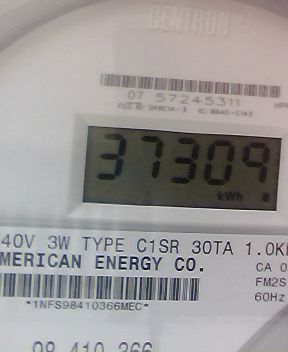 CENTRON
07 57245311
37309
kWh
40V 3W TYPE C1SR 30TA 1.0K
MERICAN ENERGY CO.
CA 0
FM2S
60Hz
*1NFS98410366MEC*
98 410 366